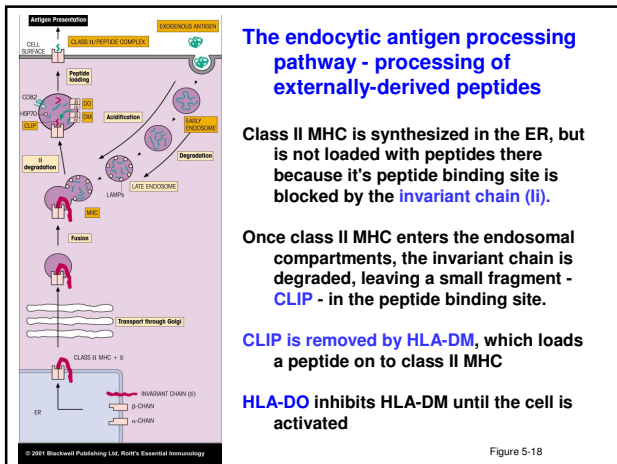 Antigen Presentation
EXOGENOUS ANTIGEN
CLASS II/PEPTIDE COMPLEX
CELL
SURFACE
Peptide
loading
CD82
HSP70
CLIP
β
α
DO
β
α
DM
Acidification
EARLY
ENDOSOME
Degradation
Ii
degradation
LATE ENDOSOME
LAMPs
MIIC
Fusion
Transport through Golgi
CLASS II MHC + Ii
INVARIANT CHAIN (Ii)
β-CHAIN
α-CHAIN
ER
© 2001 Blackwell Publishing Ltd, Roitt's Essential Immunology
The endocytic antigen processing
pathway - processing of
externally-derived peptides
Class II MHC is synthesized in the ER, but
is not loaded with peptides there
because it's peptide binding site is
blocked by the invariant chain (Ii).
Once class II MHC enters the endosomal
compartments, the invariant chain is
degraded, leaving a small fragment -
CLIP - in the peptide binding site.
CLIP is removed by HLA-DM, which loads
a peptide on to class II MHC
HLA-DO inhibits HLA-DM until the cell is
activated
Figure 5-18